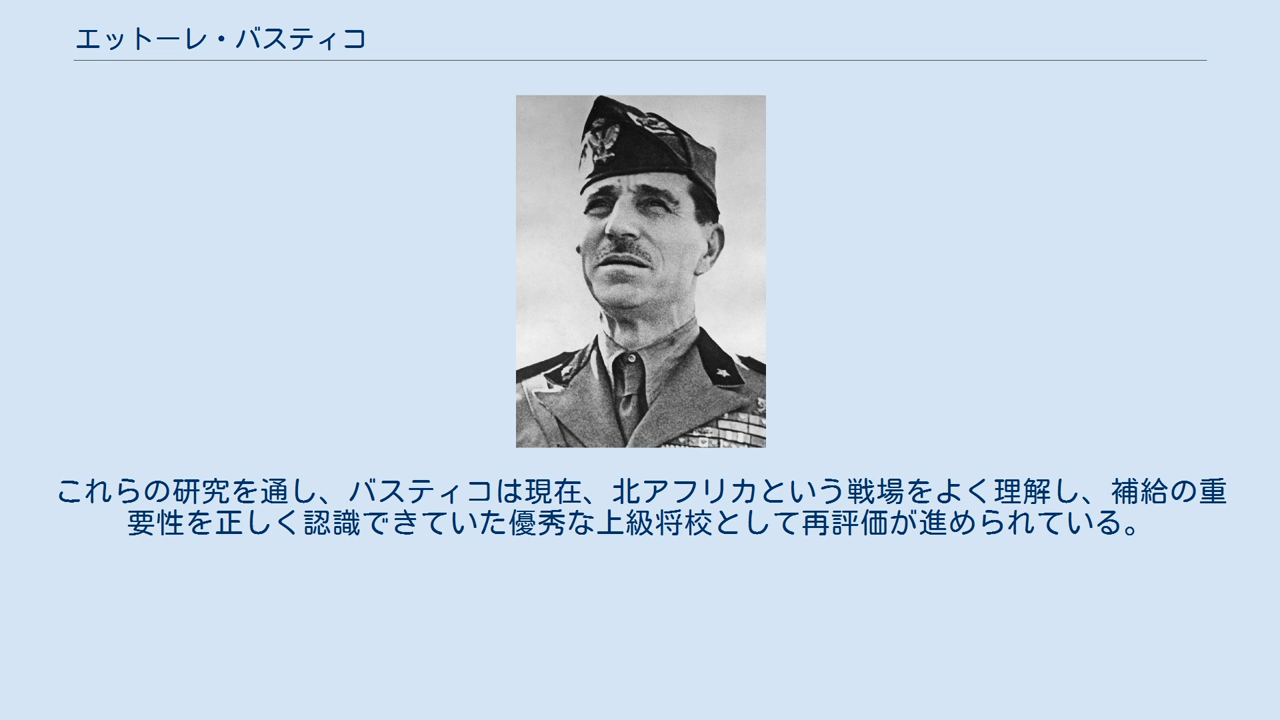 エットーレ・バスティコ
これらの研究を通し、バスティコは現在、北アフリカという戦場をよく理解し、補給の重
要性を正しく認識できていた優秀な上級将校として再評価が進められている。